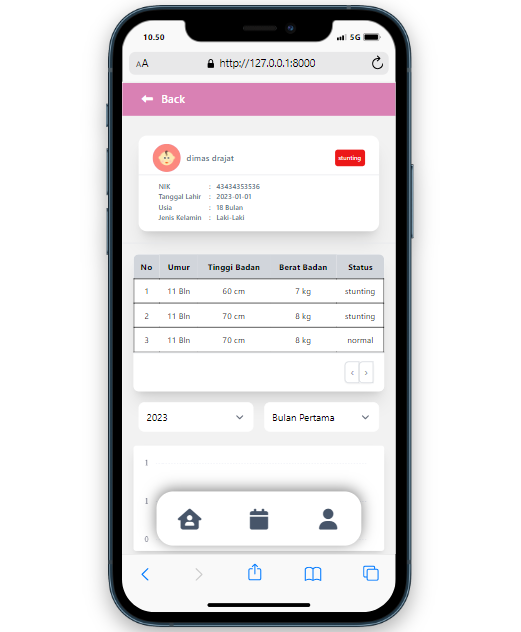 10.50 5G
AA http://127.0.0.1:8000
Back
dimas drajat stunting
NIK : 43434353536
Tanggal Lahir : 2023-01-01
Usia : 18 Bulan
Jenis Kelamin : Laki-Laki
No Umur Tinggi Badan Berat Badan Status
1 11 Bln 60 cm 7 kg stunting
2 11 Bln 70 cm 8 kg stunting
3 11 Bln 70 cm 8 kg normal
‹ ›
2023 Bulan Pertama
1
1
0